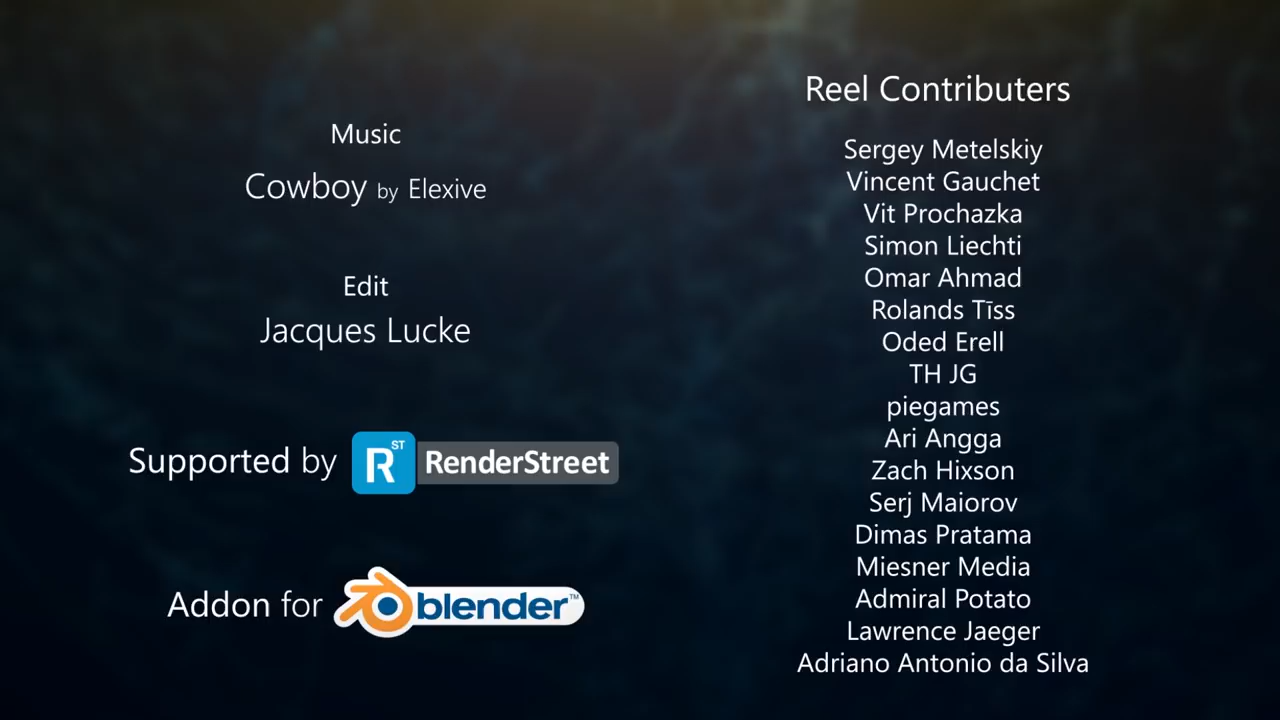 Music
Cowboy by Elexive
Edit
Jacques Lucke
Supported by RST RenderStreet
Addon for blender™
Reel Contributers
Sergey Metelskiy
Vincent Gauchet
Vit Prochazka
Simon Liechti
Omar Ahmad
Rolands Tīss
Oded Erell
TH JG
piegames
Ari Angga
Zach Hixson
Serj Maiorov
Dimas Pratama
Miesner Media
Admiral Potato
Lawrence Jaeger
Adriano Antonio da Silva